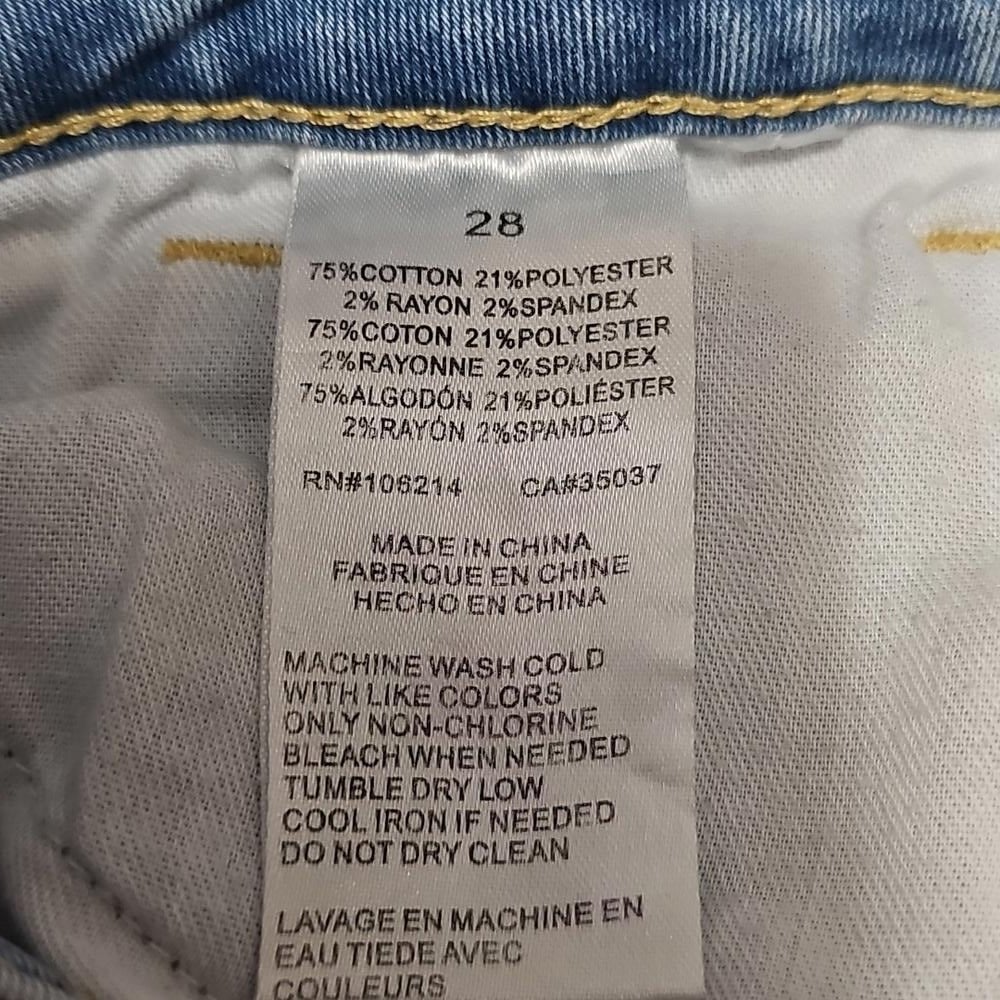 28
75%COTTON 21%POLYESTER
2% RAYON 2%SPANDEX
75%COTON 21%POLYESTER
2%RAYONNE 2%SPANDEX
75%ALGODÓN 21%POLIÉSTER
2%RAYÓN 2%SPANDEX
RN#106214 CA#35037
MADE IN CHINA
FABRIQUE EN CHINE
HECHO EN CHINA
MACHINE WASH COLD
WITH LIKE COLORS
ONLY NON-CHLORINE
BLEACH WHEN NEEDED
TUMBLE DRY LOW
COOL IRON IF NEEDED
DO NOT DRY CLEAN
LAVAGE EN MACHINE EN
EAU TIEDE AVEC
COULEURS